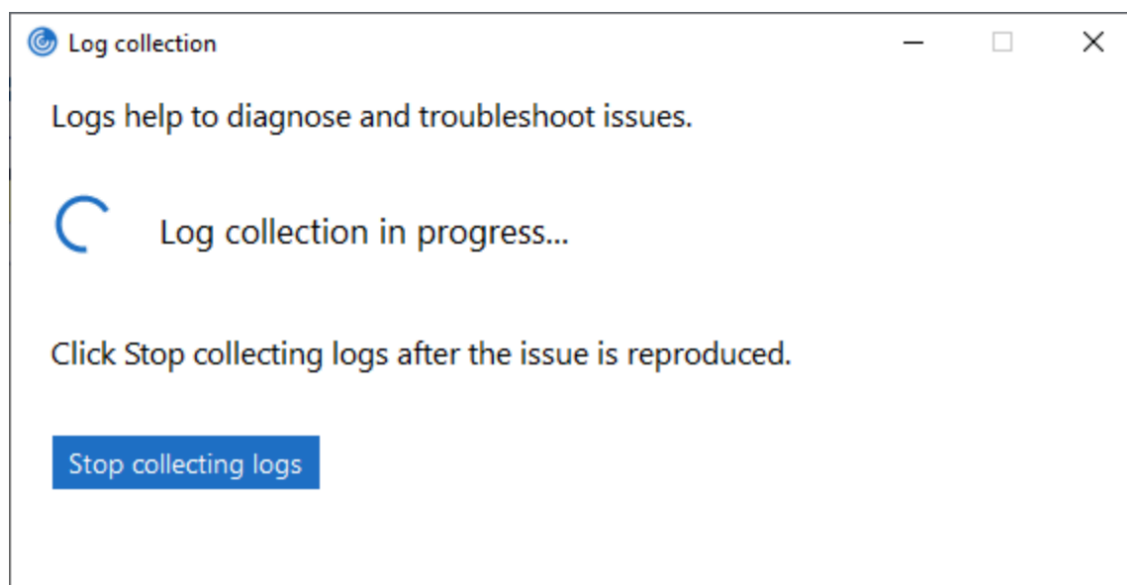 Log collection
Logs help to diagnose and troubleshoot issues.
Log collection in progress...
Click Stop collecting logs after the issue is reproduced.
Stop collecting logs